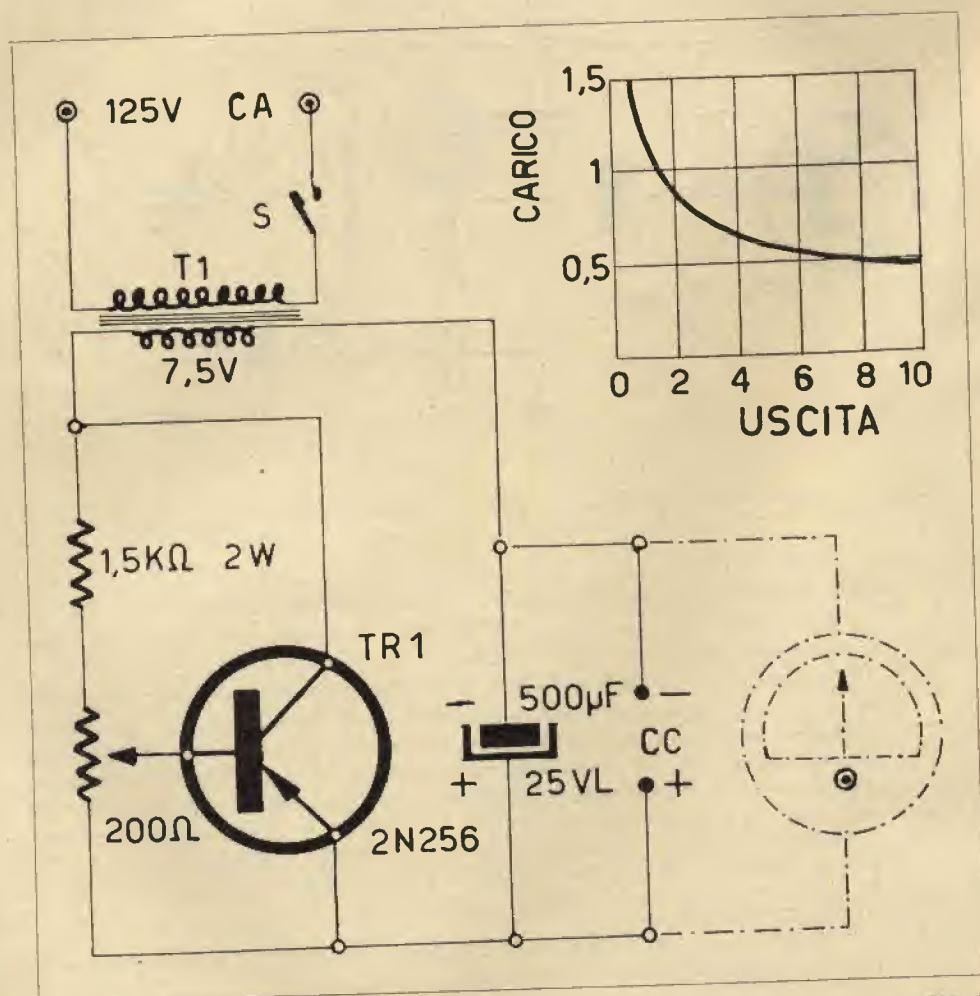 125V CA
S
T1
7,5V
1,5KΩ 2W
TR1
200Ω
2N256
- 500µF -
CC
+ 25VL +
CARICO
1,5
1
0,5
0 2 4 6 8 10
USCITA